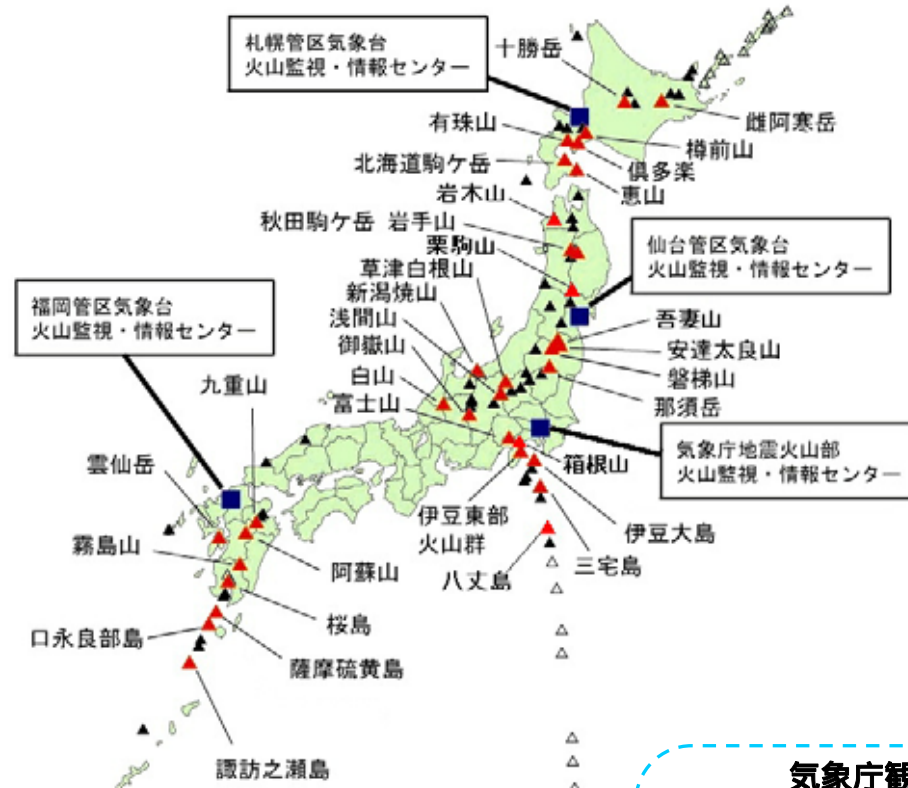 札幌管区気象台
火山監視・情報センター
十勝岳
雌阿寒岳
有珠山
樽前山
倶多楽
北海道駒ケ岳
恵山
岩木山
秋田駒ケ岳 岩手山
栗駒山
仙台管区気象台
火山監視・情報センター
草津白根山
新潟焼山
浅間山
御嶽山
白山
富士山
吾妻山
安達太良山
磐梯山
那須岳
福岡管区気象台
火山監視・情報センター
九重山
気象庁地震火山部
火山監視・情報センター
箱根山
雲仙岳
伊豆東部
火山群
伊豆大島
霧島山
阿蘇山
八丈島
三宅島
桜島
口永良部島
薩摩硫黄島
諏訪之瀬島
気象庁観